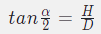 tan α/2 = H/D